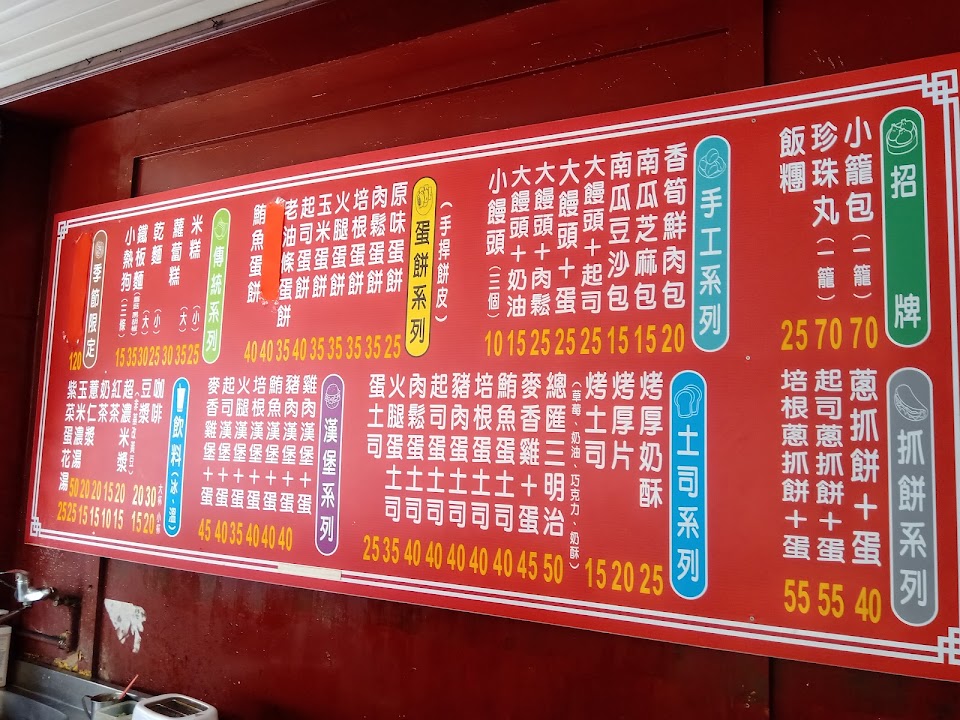 招牌
小籠包(一籠) 70
珍珠丸(一籠) 70
飯糰 25
手工系列
香筍鮮肉包 20
南瓜芝麻包 15
南瓜豆沙包 15
大饅頭+起司 25
大饅頭+蛋 25
大饅頭+肉鬆 25
大饅頭+奶油 15
小饅頭(三個) 10
蛋餅系列
(手捍餅皮)
原味蛋餅 25
肉鬆蛋餅 35
培根蛋餅 35
火腿蛋餅 35
玉米蛋餅 35
起司蛋餅 40
老油條蛋餅 35
40
鮪魚蛋餅 40
傳統系列
米糕 (小) 25
(大) 35
蘿蔔糕 30
乾麵 (小) 25
(大) 30
鐵板麵 35
小熱狗(三條) 15
季節限定
120
抓餅系列
蔥抓餅+蛋 40
起司蔥抓餅+蛋 55
培根蔥抓餅+蛋 55
土司系列
烤厚奶酥 25
烤厚片 20
烤土司 15
(草莓、奶油、巧克力、奶酥)
總匯三明治 50
麥香雞+蛋 45
鮪魚蛋土司 40
培根蛋土司 40
豬肉蛋土司 40
起司蛋土司 40
肉鬆蛋土司 40
火腿蛋土司 35
蛋土司 25
漢堡系列
雞肉漢堡+蛋 40
豬肉漢堡+蛋 40
鮪魚漢堡+蛋 40
培根漢堡+蛋 40
火腿漢堡+蛋 35
起司漢堡+蛋 40
麥香雞堡+蛋 45
飲料(冰、溫)
大杯 小杯
咖啡 30 20
豆漿 20 15
超濃米漿
紅茶 20 15
奶茶 15 10
薏仁漿 20 15
玉米濃湯 20 15
紫菜蛋花湯 50 25
25